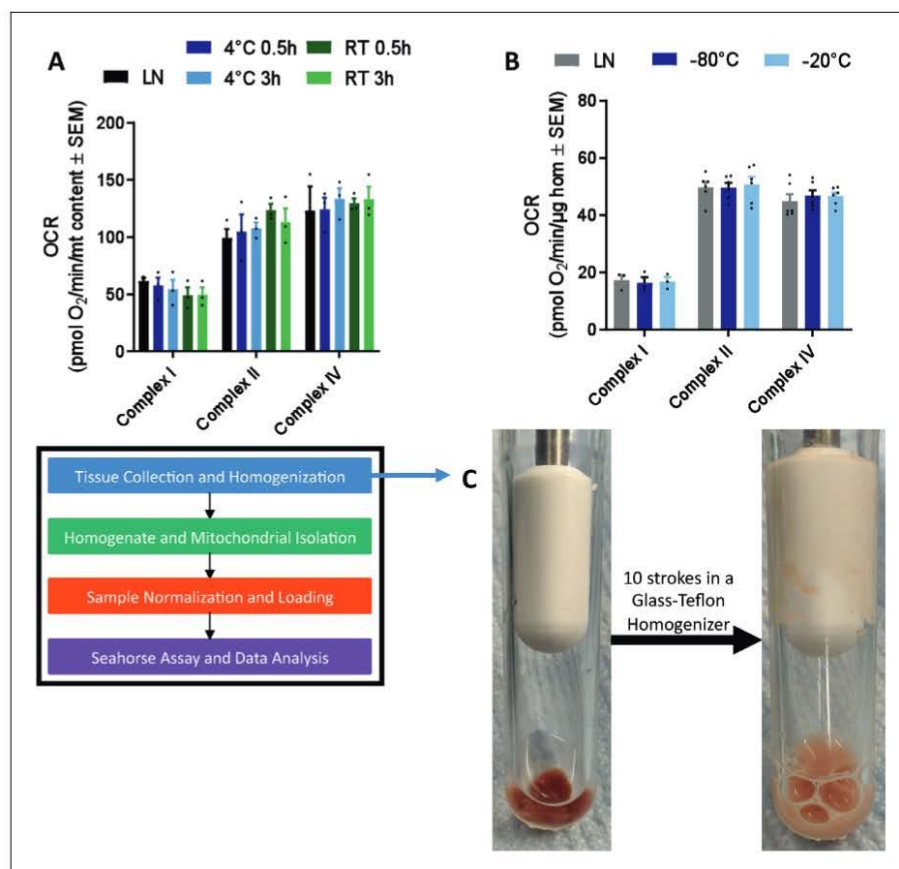 A
LN
4°C 0.5h
RT 0.5h
4°C 3h
RT 3h
OCR
(pmol O₂/min/mt content ± SEM)
200
150
100
50
0
Complex I
Complex II
Complex IV
B
LN
-80°C
-20°C
OCR
(pmol O₂/min/µg hom ± SEM)
80
60
40
20
0
Complex I
Complex II
Complex IV
Tissue Collection and Homogenization
Homogenate and Mitochondrial Isolation
Sample Normalization and Loading
Seahorse Assay and Data Analysis
C
10 strokes in a
Glass-Teflon
Homogenizer